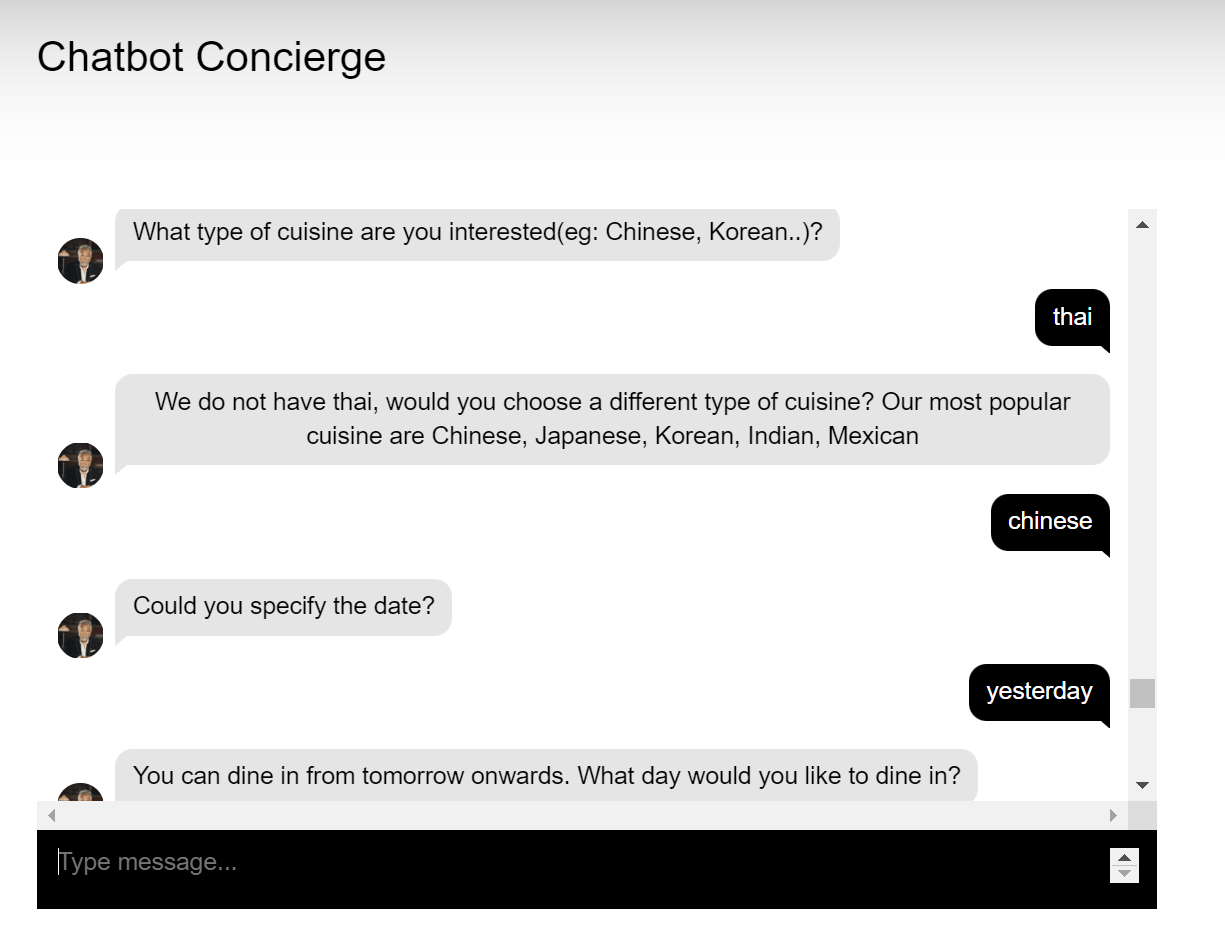 Chatbot Concierge
What type of cuisine are you interested(eg: Chinese, Korean..)?
thai
We do not have thai, would you choose a different type of cuisine? Our most popular
cuisine are Chinese, Japanese, Korean, Indian, Mexican
chinese
Could you specify the date?
yesterday
You can dine in from tomorrow onwards. What day would you like to dine in?
Type message...